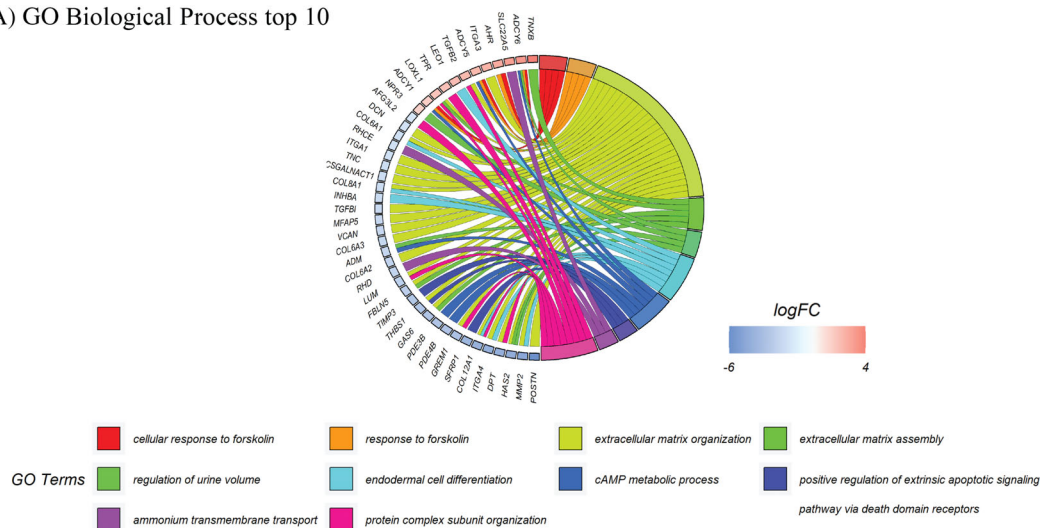 A) GO Biological Process top 10
TNXB
ADCY6
SLC22A5
AHR
ITGA3
ADCY5
TGFB2
LEO1
TPR
LOXL1
ADCY1
NPR3
AFG3L2
DCN
COL6A1
RHCE
ITGA1
TNC
CSGALNACT1
COL8A1
INHBA
TGFBI
MFAP5
VCAN
COL6A3
ADM
COL6A2
RHD
LUM
FBLN5
TIMP3
THBS1
GAS6
PDE3B
PDE4B
GREM1
SFRP1
COL12A1
ITGA4
DPT
HAS2
MMP2
POSTN
logFC
-6 4
GO Terms
cellular response to forskolin response to forskolin extracellular matrix organization extracellular matrix assembly
regulation of urine volume endodermal cell differentiation cAMP metabolic process positive regulation of extrinsic apoptotic signaling
pathway via death domain receptors
ammonium transmembrane transport protein complex subunit organization